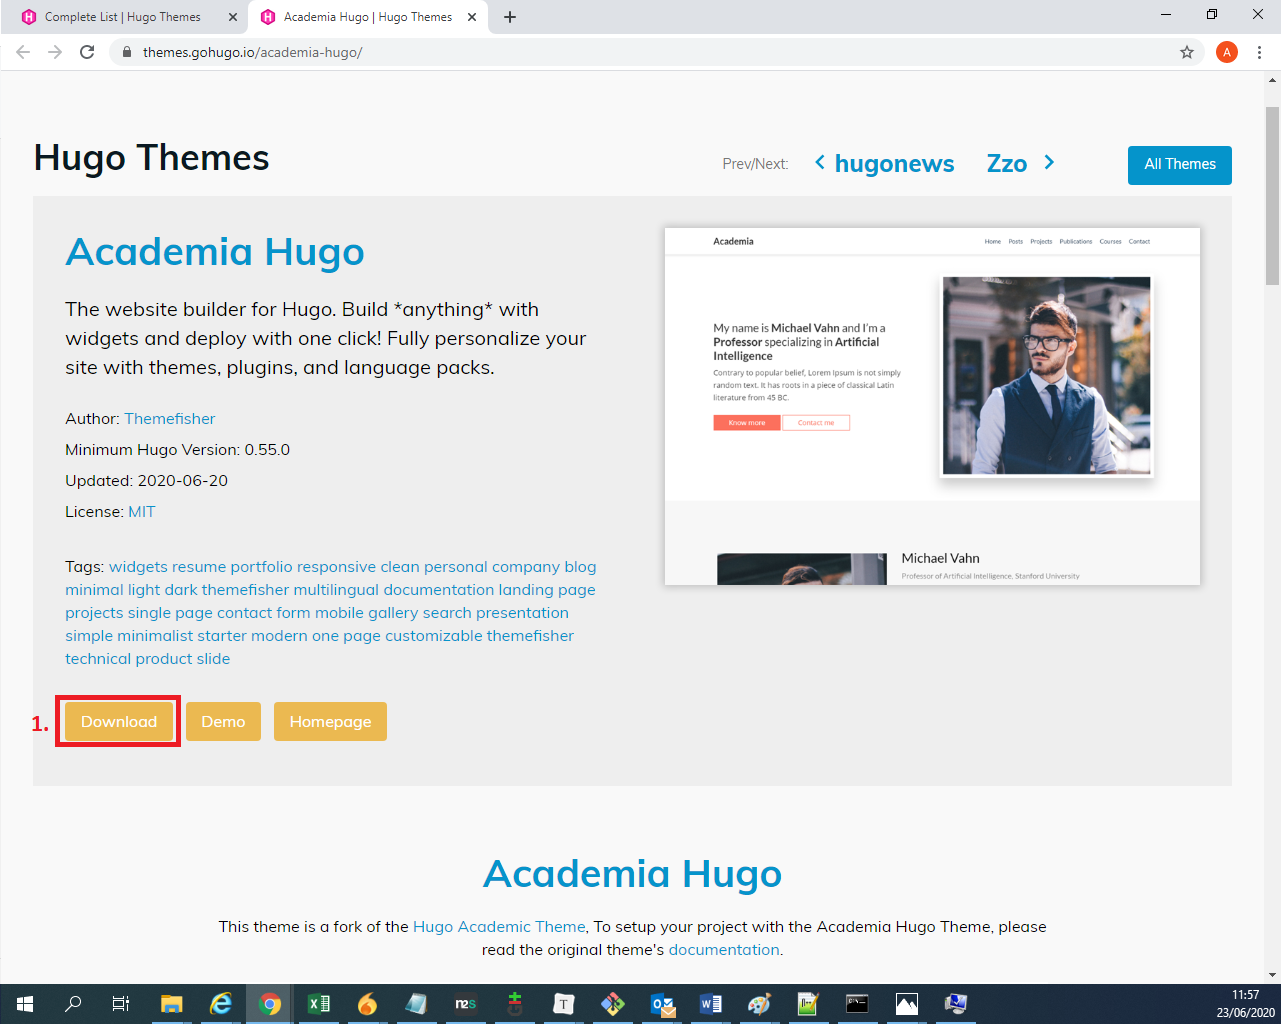 Complete List | Hugo Themes
Academia Hugo | Hugo Themes
themes.gohugo.io/academia-hugo/
A
Hugo Themes
Prev/Next:
hugonews
Zzo
All Themes
Academia Hugo
The website builder for Hugo. Build *anything* with
widgets and deploy with one click! Fully personalize your
site with themes, plugins, and language packs.
Author: Themefisher
Minimum Hugo Version: 0.55.0
Updated: 2020-06-20
License: MIT
Tags: widgets resume portfolio responsive clean personal company blog
minimal light dark themefisher multilingual documentation landing page
projects single page contact form mobile gallery search presentation
simple minimalist starter modern one page customizable themefisher
technical product slide
1.
Download
Demo
Homepage
Academia
Home Posts Projects Publications Courses Contact
My name is Michael Vahn and I'm a
Professor specializing in Artificial
Intelligence
Contrary to popular belief, Lorem Ipsum is not simply
random text. It has roots in a piece of classical Latin
literature from 45 BC.
Know more
Contact me
Michael Vahn
Professor of Artificial Intelligence, Stanford University
Academia Hugo
This theme is a fork of the Hugo Academic Theme, To setup your project with the Academia Hugo Theme, please
read the original theme's documentation.
n2s
T
11:57
23/06/2020